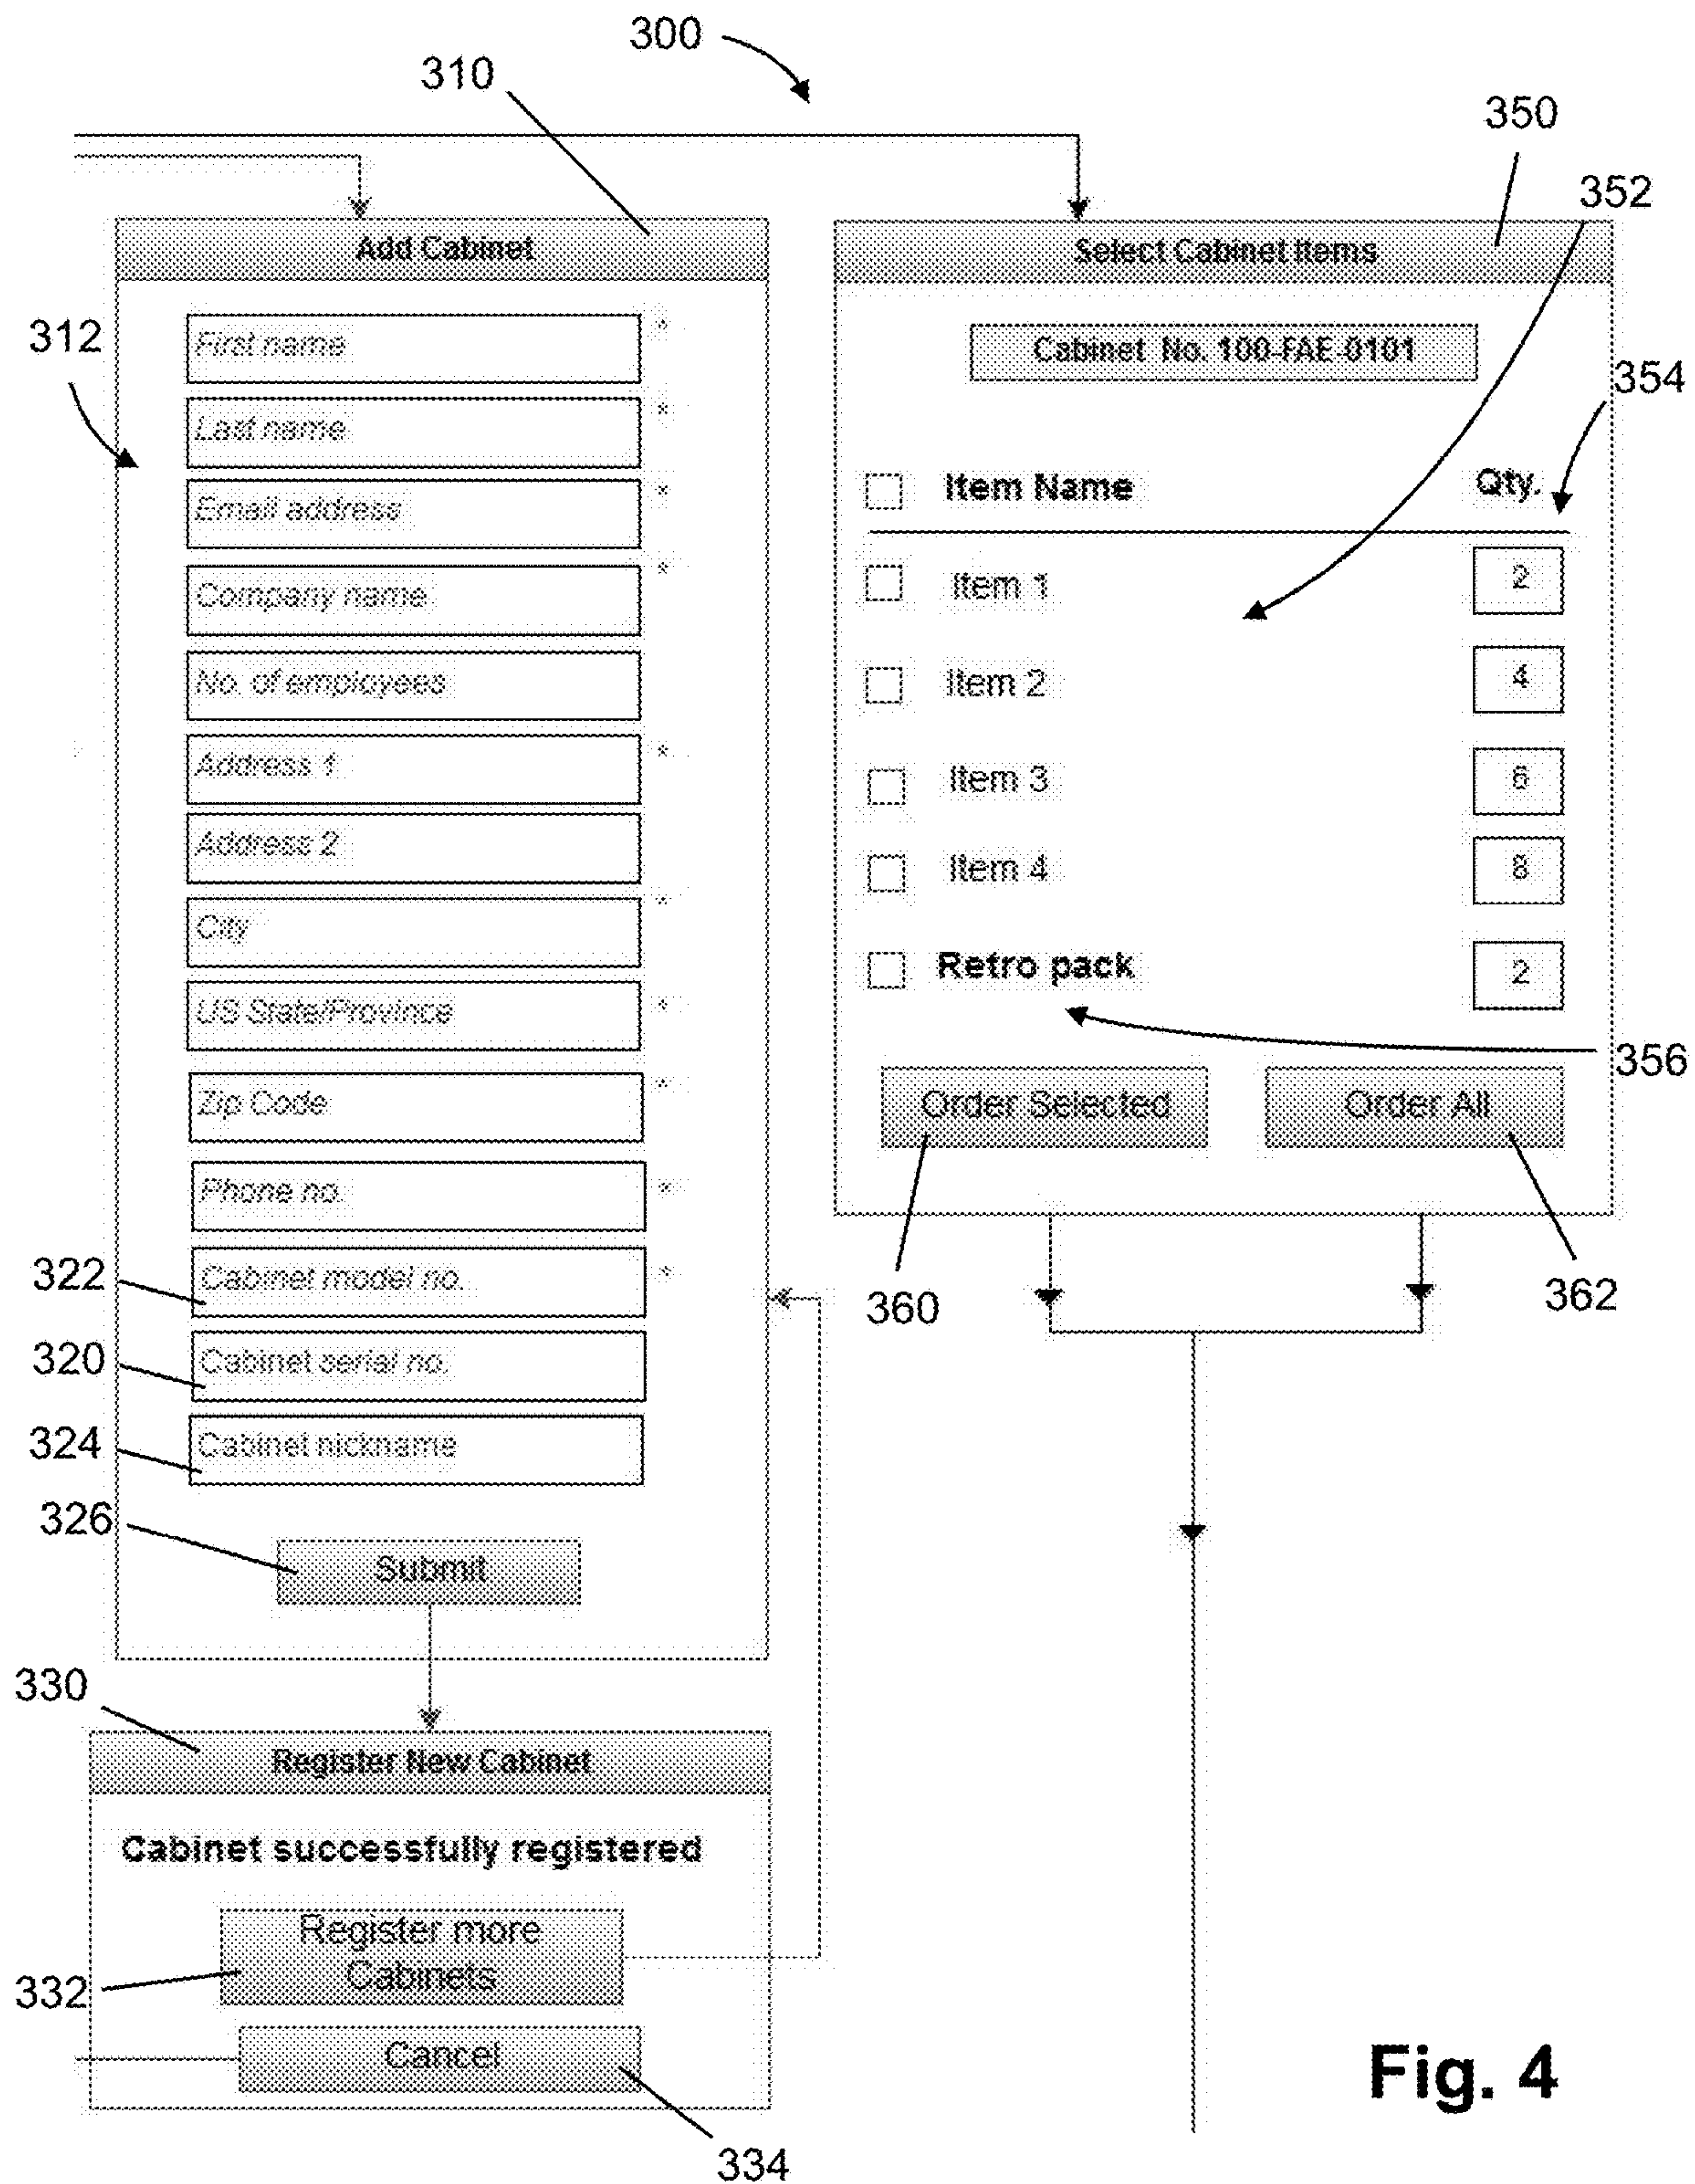 300
310
350
352
Add Cabinet
Select Cabinet Items
312
First name *
Cabinet No. 100-FAE-0101
354
Last name *
Email address *
Item Name Qty.
Company name *
Item 1 2
No. of employees
Item 2 4
Address 1 *
Item 3 6
Address 2
Item 4 8
City *
Retro pack 2
US State/Province *
356
Zip Code *
Order Selected Order All
Phone no. *
322
Cabinet model no. *
360
362
320
Cabinet serial no.
324
Cabinet nickname
326
Submit
330
Register New Cabinet
Cabinet successfully registered
Register more
Cabinets
332
Cancel
334
Fig. 4